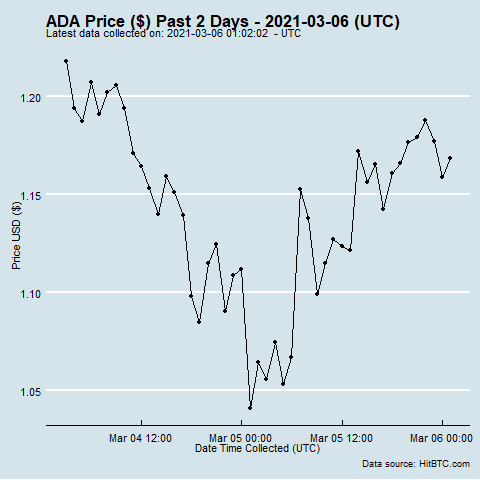 ADA Price ($) Past 2 Days - 2021-03-06 (UTC)
Latest data collected on: 2021-03-06 01:02:02  - UTC
1.20
1.15
1.10
1.05
Price USD ($)
Mar 04 12:00 Mar 05 00:00 Mar 05 12:00 Mar 06 00:00
Date Time Collected (UTC)
Data source: HitBTC.com